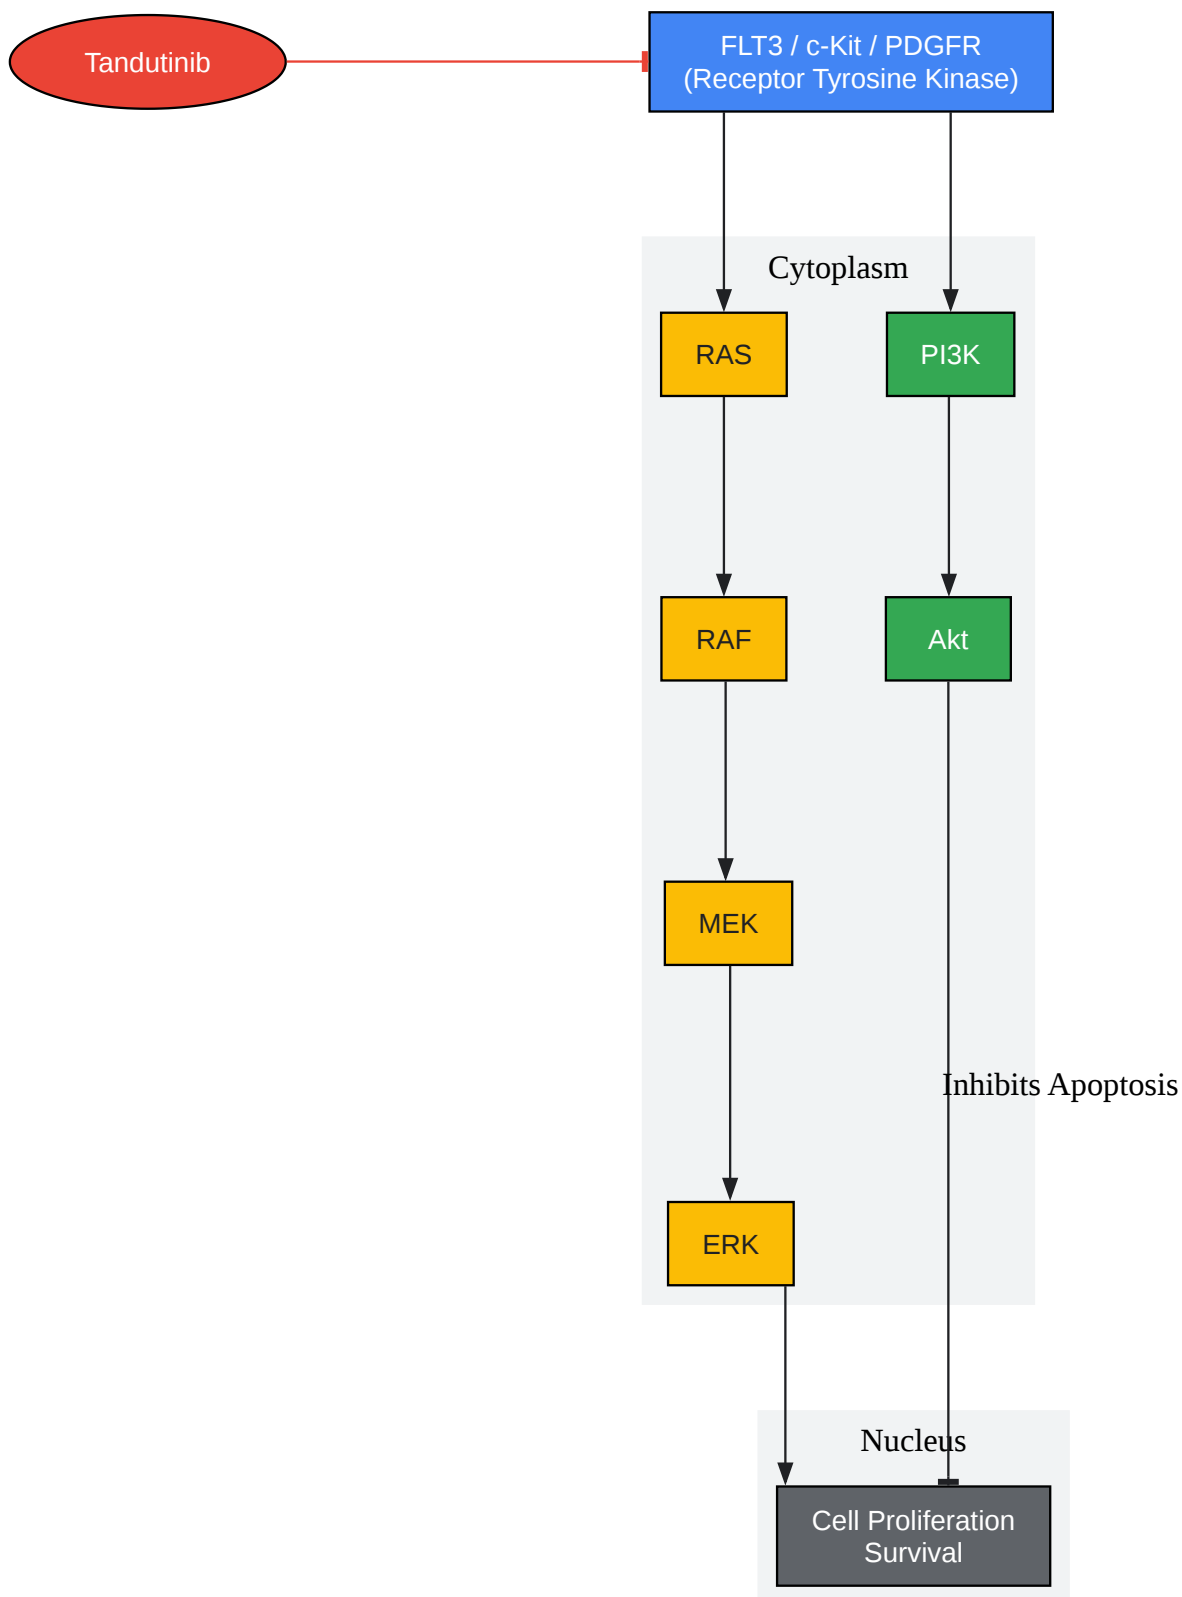 Tandutinib
FLT3 / c-Kit / PDGFR
(Receptor Tyrosine Kinase)
Cytoplasm
RAS
PI3K
RAF
Akt
MEK
Inhibits Apoptosis
ERK
Nucleus
Cell Proliferation
Survival